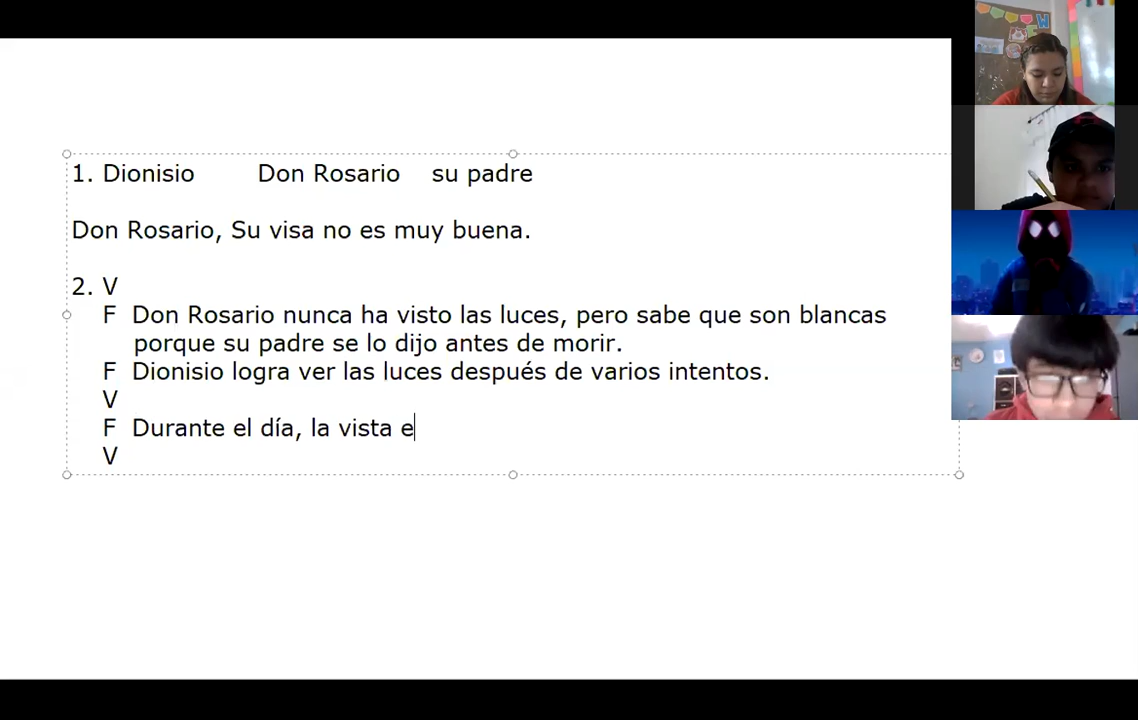 1. Dionisio Don Rosario su padre
Don Rosario, Su visa no es muy buena.
2. V
F Don Rosario nunca ha visto las luces, pero sabe que son blancas
porque su padre se lo dijo antes de morir.
F Dionisio logra ver las luces después de varios intentos.
V
F Durante el día, la vista e
V